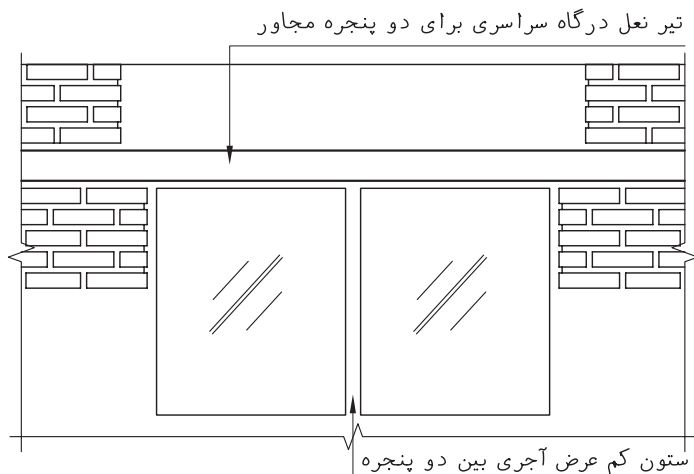 تیر نعل درگاه سراسری برای دو پنجره مجاور
ستون کم عرض آجری بین دو پنجره